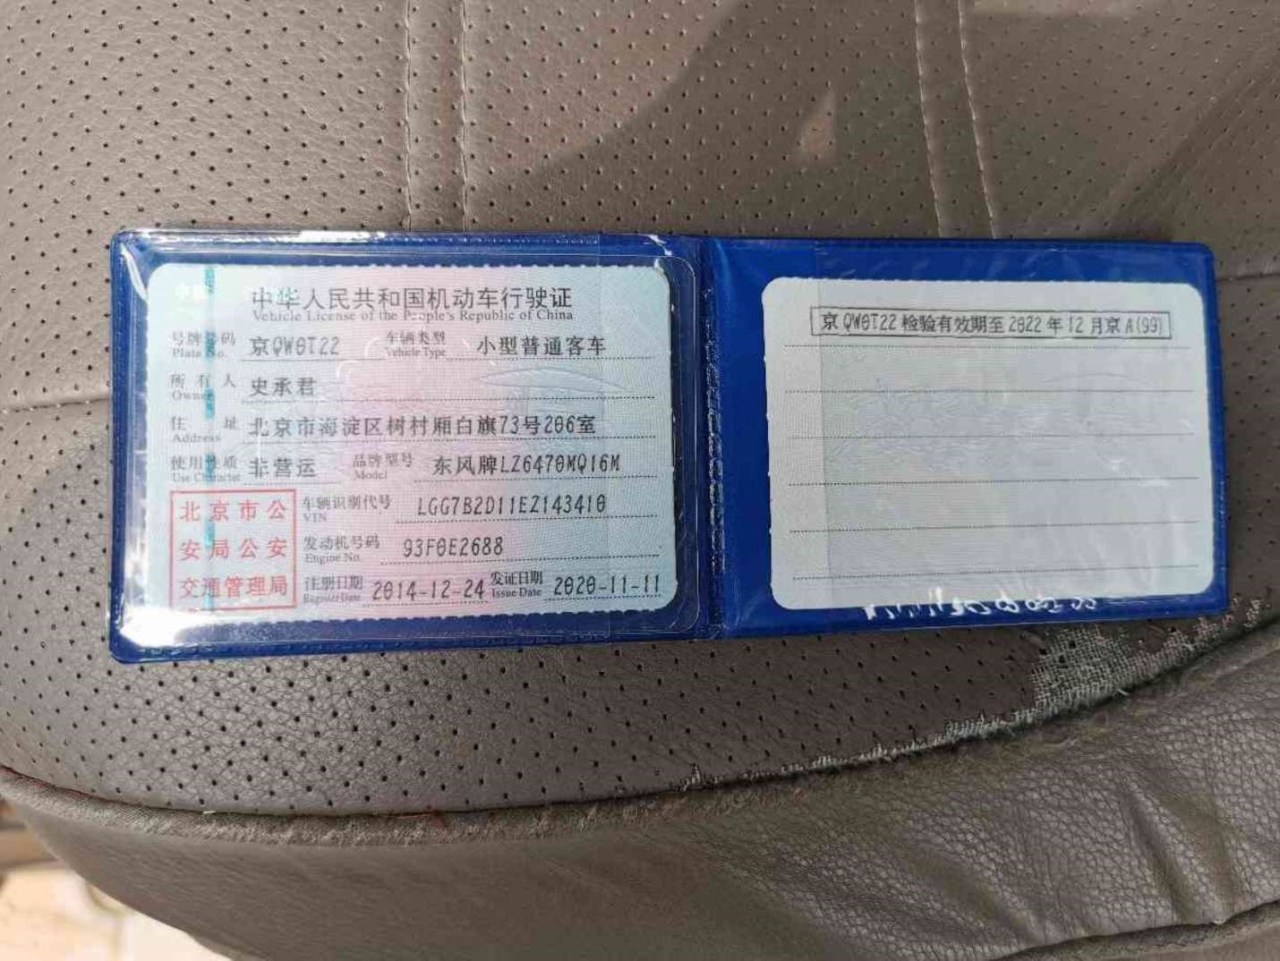 中华人民共和国机动车行驶证
Vehicle License of the People's Republic of China
号牌号码 京QW0T22 车辆类型 小型普通客车
Plate No. Vehicle Type
所有人 史承君
Owner
住址 北京市海淀区树村厢白旗73号206室
Address
使用性质 非营运 品牌型号 东风牌LZ6470MQ16M
Use Character Model
北京市公
安局公安
交通管理局
车辆识别代号 LGG7B2D11EZ143410
VIN
发动机号码 93F0E2688
Engine No.
注册日期 2014-12-24 发证日期 2020-11-11
Register Date Issue Date
京QW0T22检验有效期至2022年12月京A(99)